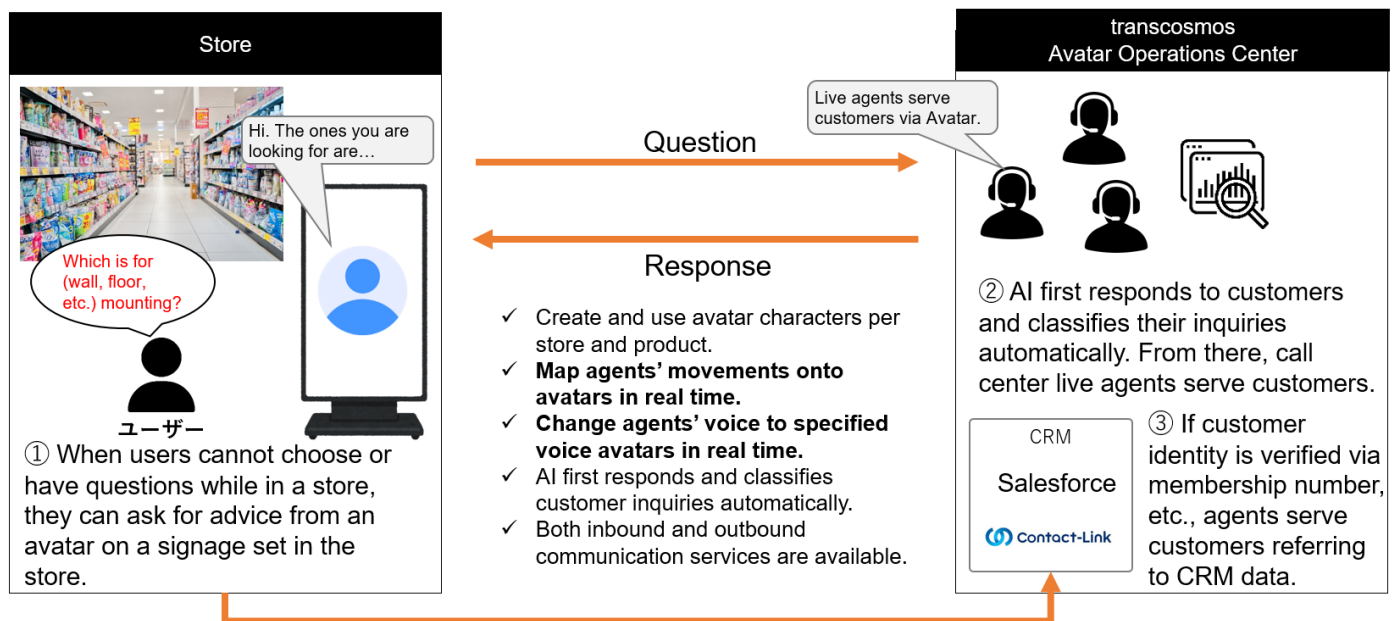 Store
Hi. The ones you are
looking for are…
Which is for
(wall, floor,
etc.) mounting?
ユーザー
① When users cannot choose or
have questions while in a store,
they can ask for advice from an
avatar on a signage set in the
store.
Question
Response
✓ Create and use avatar characters per
store and product.
✓ Map agents’ movements onto
avatars in real time.
✓ Change agents’ voice to specified
voice avatars in real time.
✓ AI first responds and classifies
customer inquiries automatically.
✓ Both inbound and outbound
communication services are available.
transcosmos
Avatar Operations Center
Live agents serve
customers via Avatar.
② AI first responds to customers
and classifies their inquiries
automatically. From there, call
center live agents serve customers.
CRM
Salesforce
Contact-Link
③ If customer
identity is verified via
membership number,
etc., agents serve
customers referring
to CRM data.